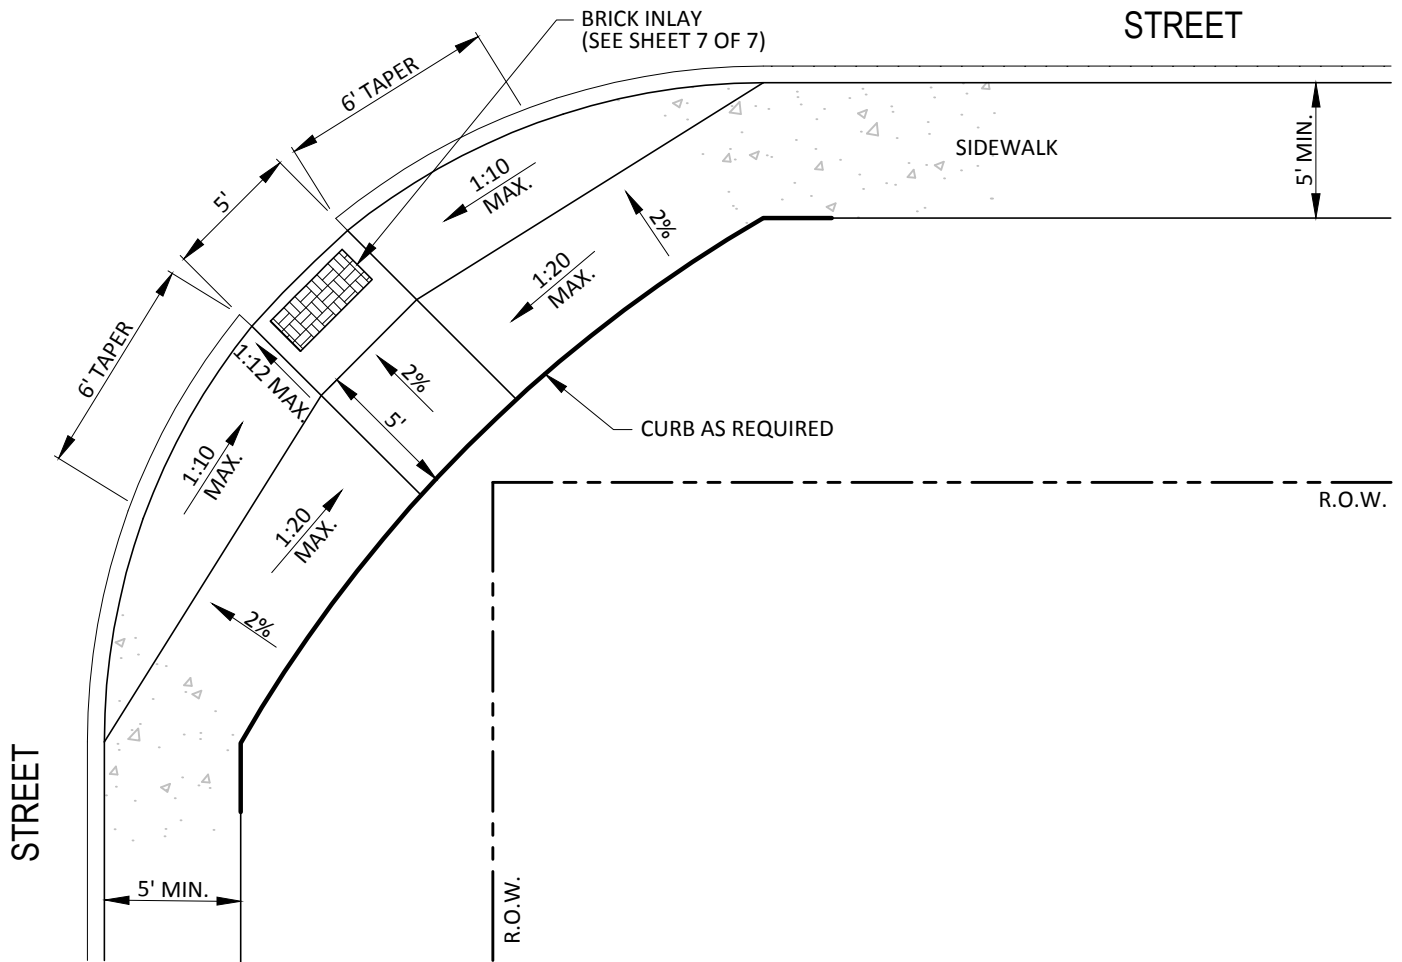 BRICK INLAY
(SEE SHEET 7 OF 7)
STREET
6' TAPER
5'
6' TAPER
1:10
MAX.
SIDEWALK
5' MIN.
2%
1:20
MAX.
1:12 MAX.
2%
5'
CURB AS REQUIRED
1:10
MAX.
1:20
MAX.
R.O.W.
2%
STREET
5' MIN.
R.O.W.